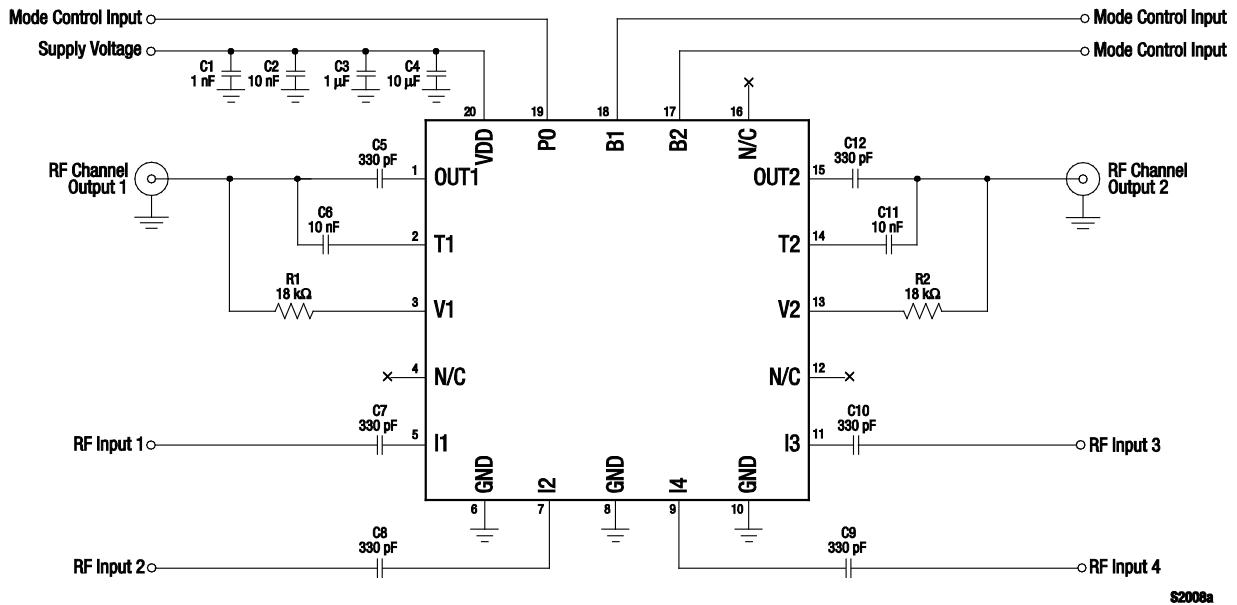 Mode Control Input
Mode Control Input
Supply Voltage
Mode Control Input
C1
1 nF
C2
10 nF
C3
1 µF
C4
10 µF
20
19
18
17
16
VDD
P0
B1
B2
N/C
RF Channel
Output 1
C5
330 pF
1
OUT1
OUT2
15
C12
330 pF
RF Channel
Output 2
C6
10 nF
2
T1
T2
14
C11
10 nF
R1
18 kΩ
3
V1
V2
13
R2
18 kΩ
4
N/C
N/C
12
RF Input 1
C7
330 pF
5
I1
I3
11
C10
330 pF
RF Input 3
GND
I2
GND
I4
GND
6
7
8
9
10
RF Input 2
C8
330 pF
C9
330 pF
RF Input 4
S2008a